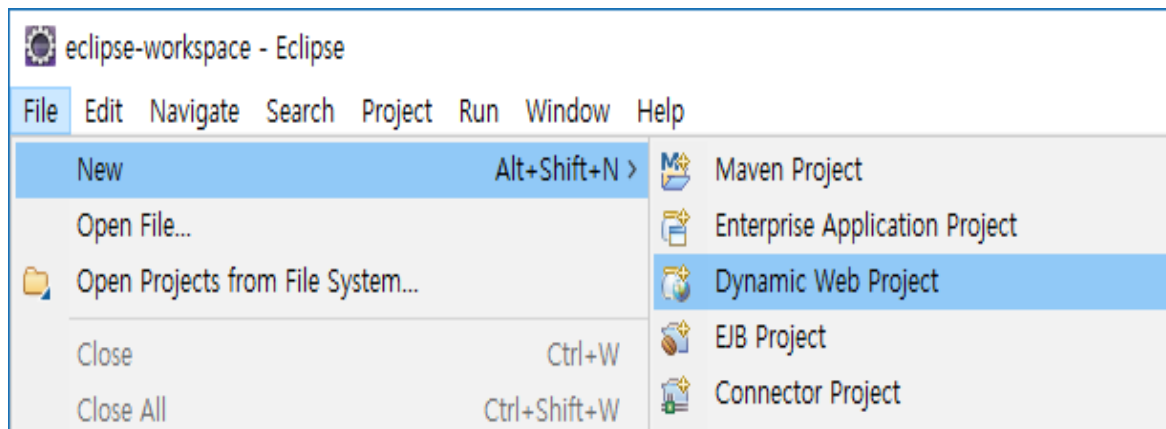 eclipse-workspace - Eclipse
File Edit Navigate Search Project Run Window Help
New Alt+Shift+N >
Open File...
Open Projects from File System...
Close Ctrl+W
Close All Ctrl+Shift+W
Maven Project
Enterprise Application Project
Dynamic Web Project
EJB Project
Connector Project